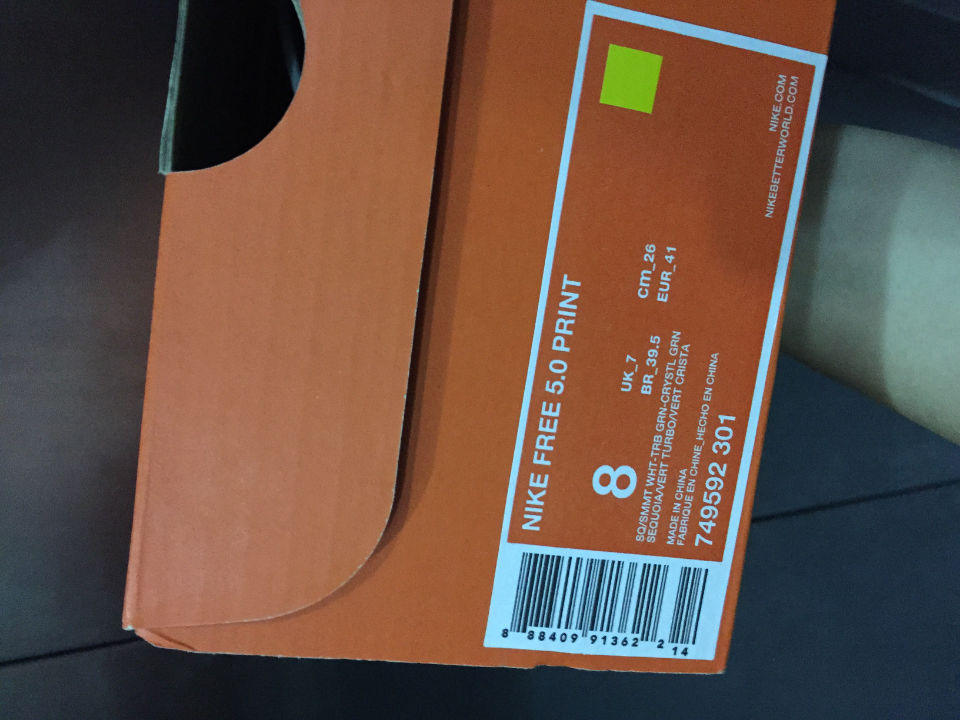 NIKE FREE 5.0 PRINT
8
UK_7
cm_26
BR_39.5
EUR_41
SQ/SMMT WHT-TRB GRN-CRYSTL GRN
SEQUOIA/VERT TURBO/VERT CRISTA
MADE IN CHINA
FABRIQUE EN CHINE_HECHO EN CHINA
749592 301
NIKE.COM
NIKEBETTERWORLD.COM
8 88409 91362 2 14